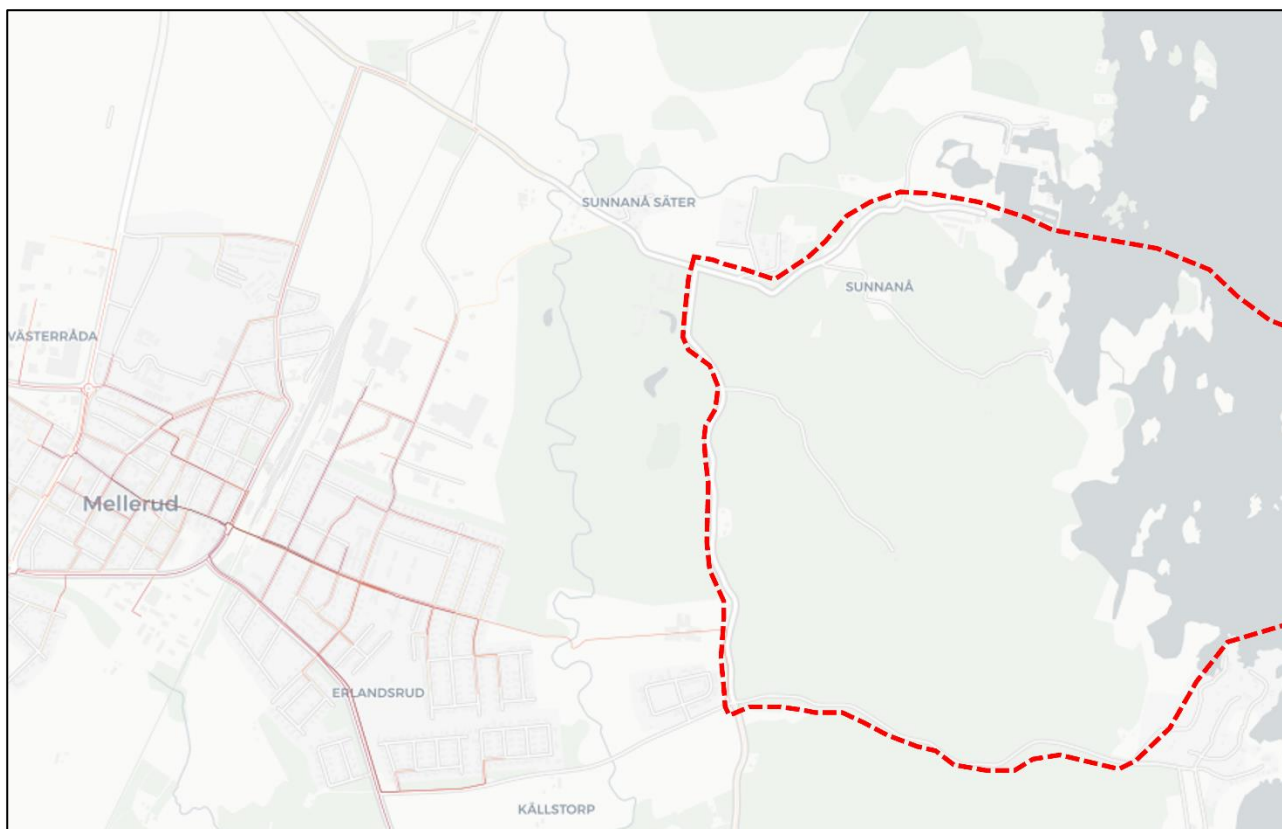 SUNNANÅ SÄTER
SUNNANÅ
VÄSTERRÅDA
Mellerud
ERLANDSRUD
KÄLLSTORP